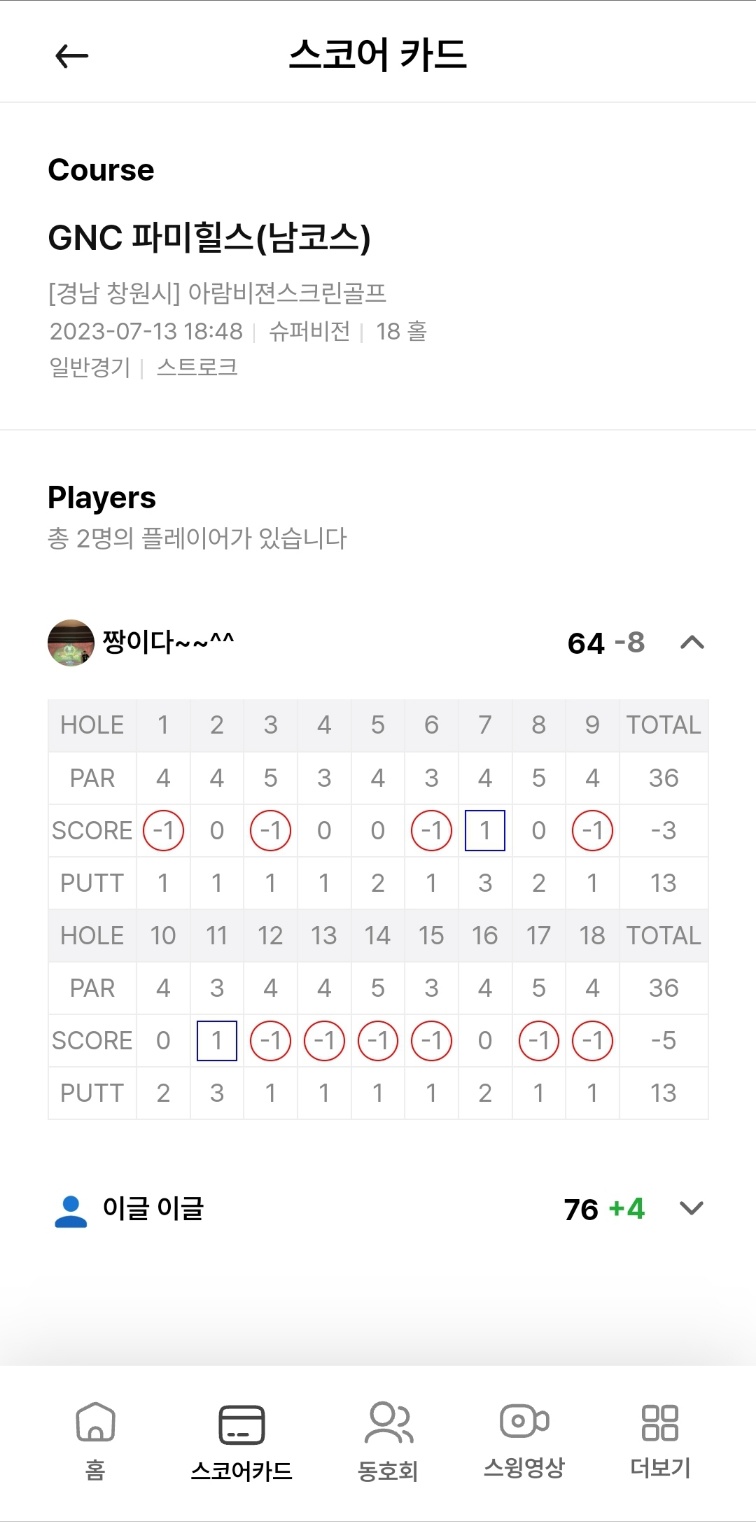 스코어 카드
Course
GNC 파미힐스(남코스)
[경남 창원시] 아람비젼스크린골프
2023-07-13 18:48 | 슈퍼비전 | 18 홀
일반경기 | 스트로크
Players
총 2명의 플레이어가 있습니다
짱이다~~^^ 64 -8
HOLE 1 2 3 4 5 6 7 8 9 TOTAL
PAR 4 4 5 3 4 3 4 5 4 36
SCORE -1 0 -1 0 0 -1 1 0 -1 -3
PUTT 1 1 1 1 2 1 3 2 1 13
HOLE 10 11 12 13 14 15 16 17 18 TOTAL
PAR 4 3 4 4 5 3 4 5 4 36
SCORE 0 1 -1 -1 -1 -1 0 -1 -1 -5
PUTT 2 3 1 1 1 1 2 1 1 13
이글 이글 76 +4
홈 스코어카드 동호회 스윙영상 더보기